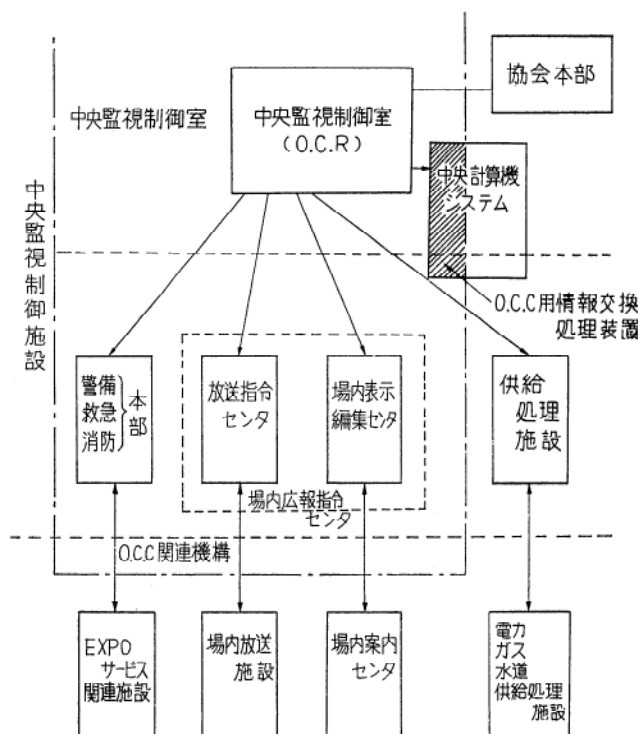 協会本部
中央監視制御室
中央監視制御室
(O.C.R)
中央計算機
システム
中央監視制御施設
O.C.C用情報交換
処理装置
警備
救急
消防
本部
放送指令
センタ
場内表示
編集センタ
供給
処理
施設
場内広報指令
センタ
O.C.C関連機構
EXPO
サービス
関連施設
場内放送
施設
場内案内
センタ
電力
ガス
水道
供給処理
施設